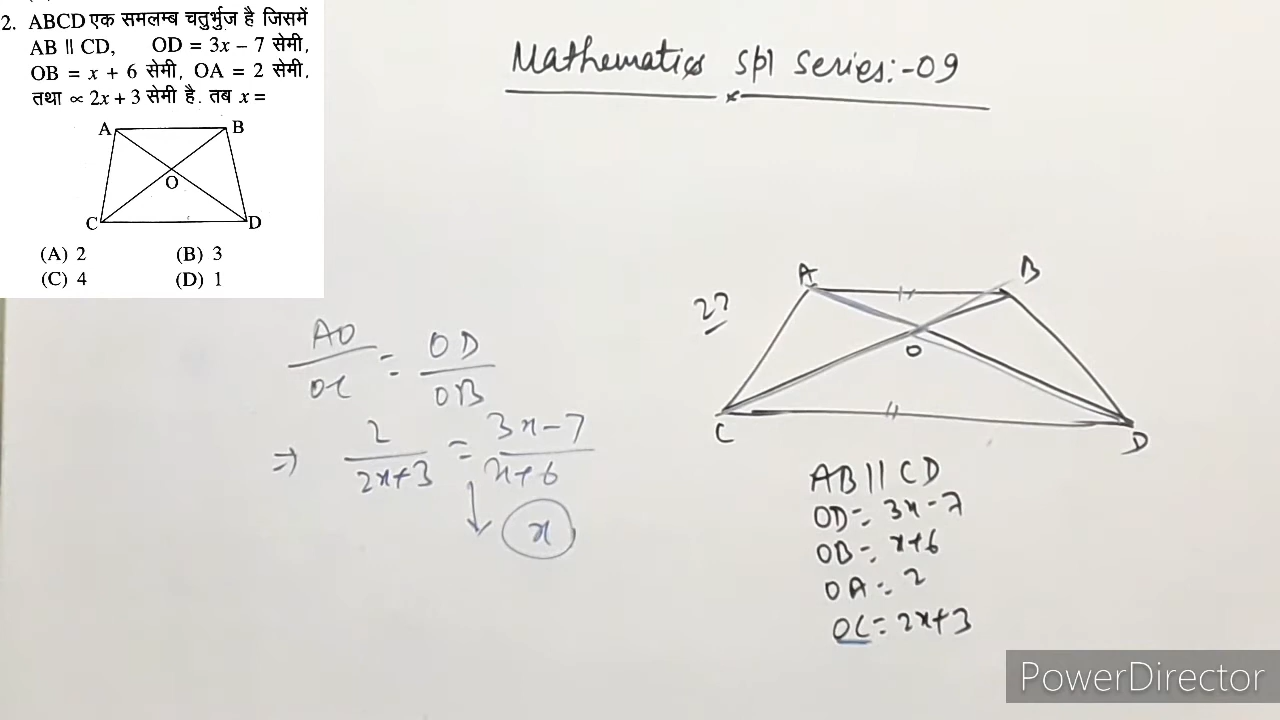 2. ABCD एक समलम्ब चतुर्भुज है जिसमें
AB || CD, OD = 3x – 7 सेमी,
OB = x + 6 सेमी, OA = 2 सेमी,
तथा ∝ 2x + 3 सेमी है. तब x =
A B
O
C D
(A) 2 (B) 3
(C) 4 (D) 1
Mathematics spl series:-09
22
A B
O
C D
AO/OC = OD/OB
⇒ 2/2x+3 = 3x-7/x+6
x
AB || CD
OD = 3x-7
OB = x+6
OA = 2
OC = 2x+3
PowerDirector